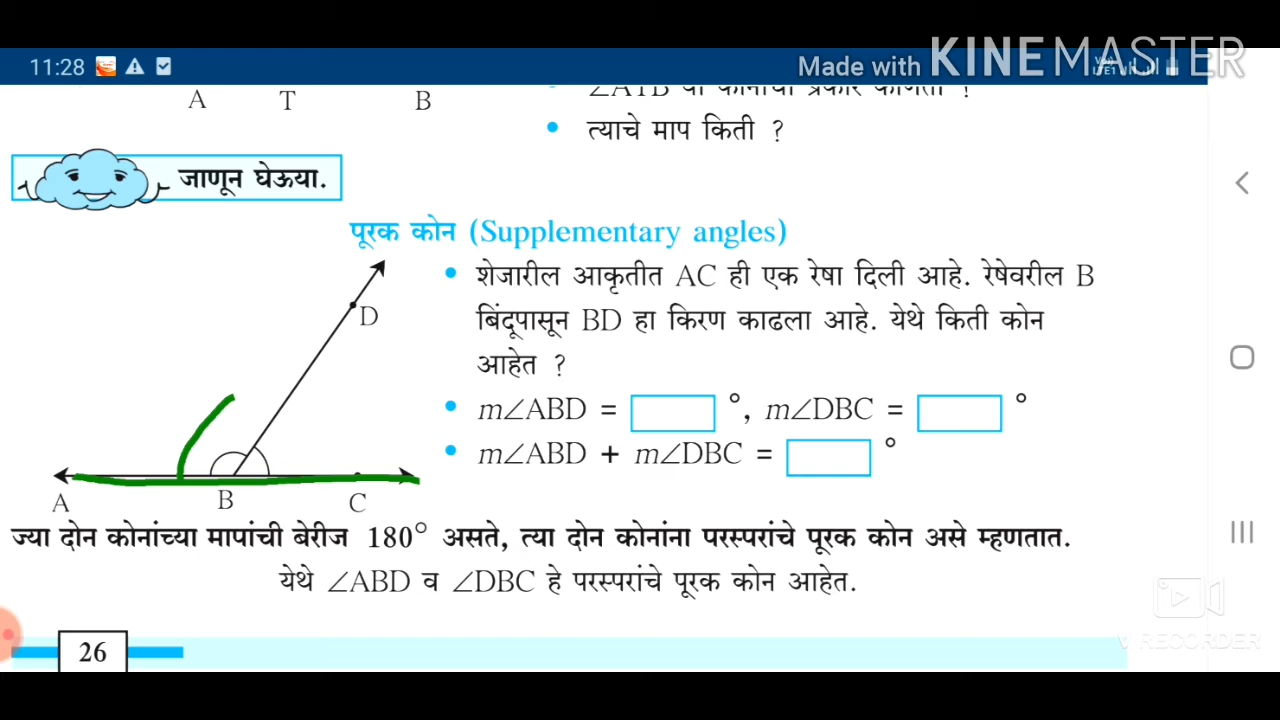 11:28
Made with KINEMASTER
A T B
त्याचे माप किती ?
जाणून घेऊया.
पूरक कोन (Supplementary angles)
• शेजारील आकृतीत AC ही एक रेषा दिली आहे. रेषेवरील B
बिंदूपासून BD हा किरण काढला आहे. येथे किती कोन
आहेत ?
• m∠ABD = °, m∠DBC = °
• m∠ABD + m∠DBC = °
D
A B C
ज्या दोन कोनांच्या मापांची बेरीज 180° असते, त्या दोन कोनांना परस्परांचे पूरक कोन असे म्हणतात.
येथे ∠ABD व ∠DBC हे परस्परांचे पूरक कोन आहेत.
V RECORDER
26